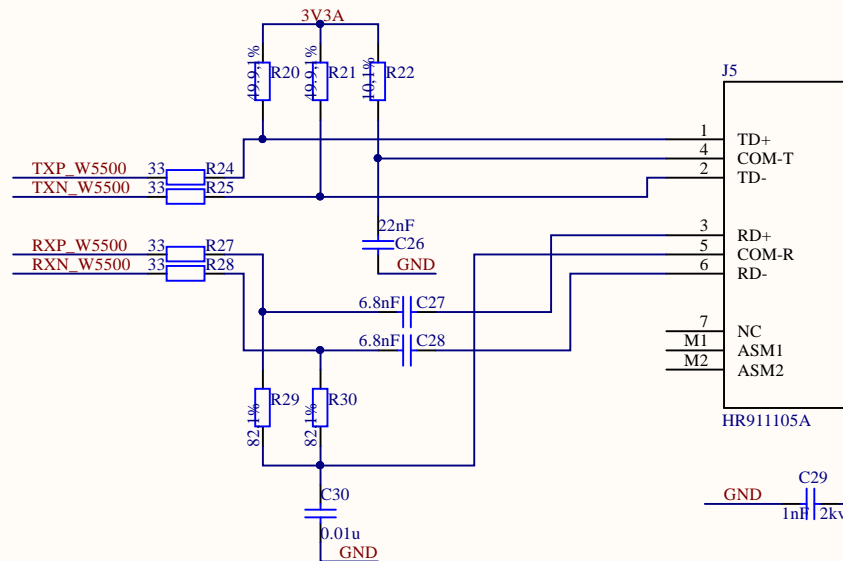 3V3A
49.9,1%
R20
49.9,1%
R21
10,1%
R22
J5
1
TD+
4
COM-T
2
TD-
TXP_W5500
33
R24
TXN_W5500
33
R25
22nF
C26
GND
3
RD+
5
COM-R
6
RD-
RXP_W5500
33
R27
RXN_W5500
33
R28
6.8nF
C27
6.8nF
C28
7
NC
M1
ASM1
M2
ASM2
82,1%
R29
82,1%
R30
HR911105A
C30
0.01u
GND
C29
GND
1nF
2kv